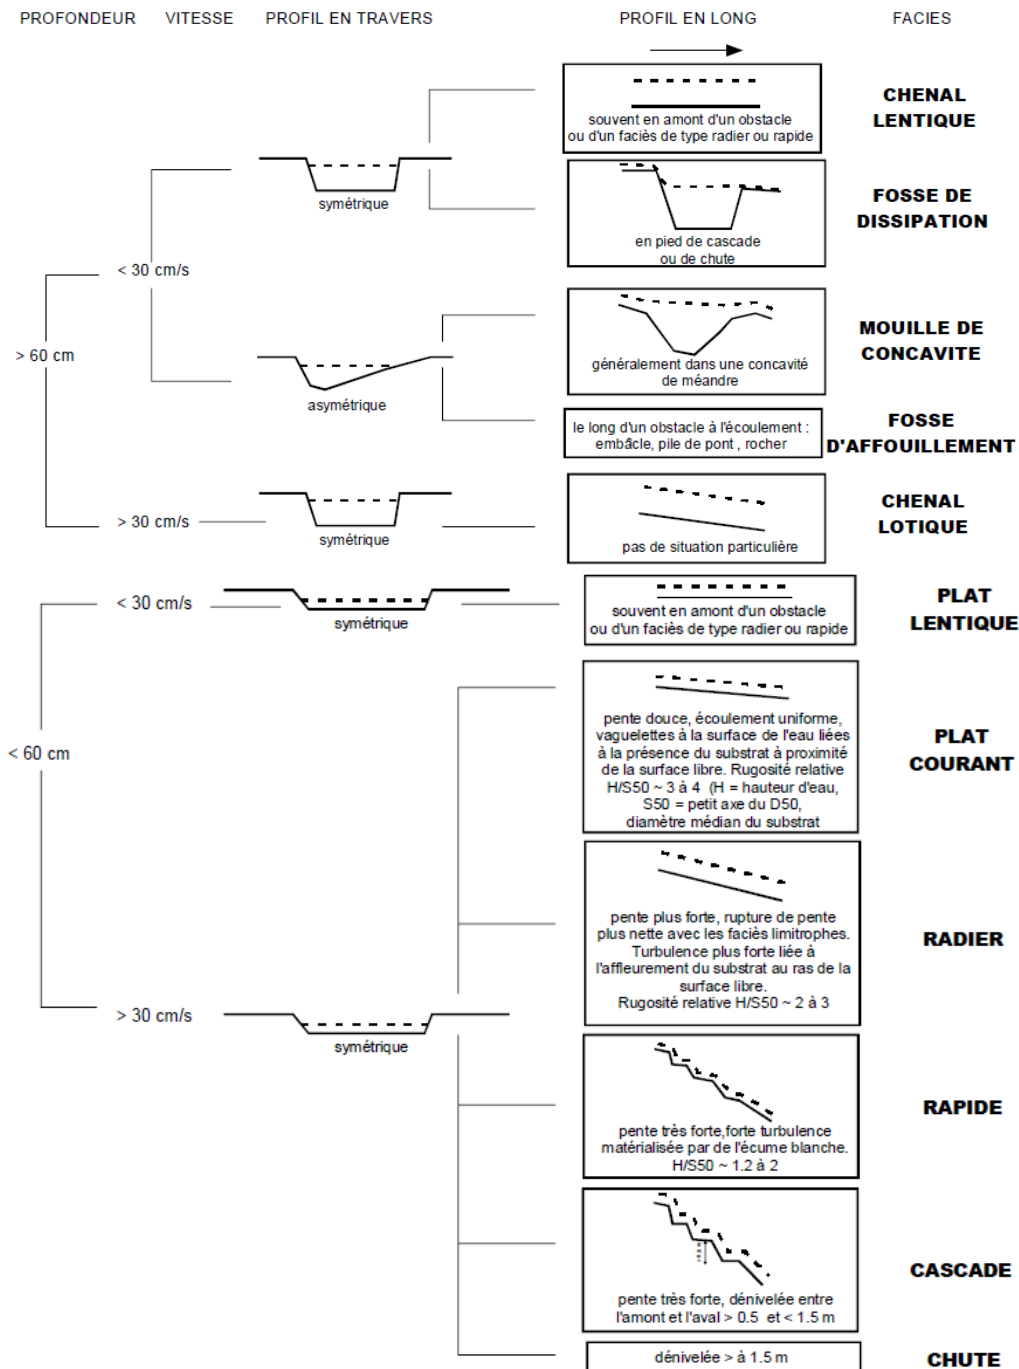 PROFONDEUR VITESSE PROFIL EN TRAVERS PROFIL EN LONG FACIES
souvent en amont d'un obstacle
ou d'un faciès de type radier ou rapide
CHENAL
LENTIQUE
symétrique
en pied de cascade
ou de chute
FOSSE DE
DISSIPATION
< 30 cm/s
> 60 cm
asymétrique
généralement dans une concavité
de méandre
MOUILLE DE
CONCAVITE
le long d'un obstacle à l'écoulement :
embâcle, pile de pont , rocher
FOSSE
D'AFFOUILLEMENT
> 30 cm/s
symétrique
pas de situation particulière
CHENAL
LOTIQUE
< 30 cm/s
symétrique
souvent en amont d'un obstacle
ou d'un faciès de type radier ou rapide
PLAT
LENTIQUE
< 60 cm
pente douce, écoulement uniforme,
vaguelettes à la surface de l'eau liées
à la présence du substrat à proximité
de la surface libre. Rugosité relative
H/S50 ~ 3 à 4 (H = hauteur d'eau,
S50 = petit axe du D50,
diamètre médian du substrat
PLAT
COURANT
pente plus forte, rupture de pente
plus nette avec les faciès limitrophes.
Turbulence plus forte liée à
l'affleurement du substrat au ras de la
surface libre.
Rugosité relative H/S50 ~ 2 à 3
RADIER
> 30 cm/s
symétrique
pente très forte,forte turbulence
matérialisée par de l'écume blanche.
H/S50 ~ 1.2 à 2
RAPIDE
pente très forte, dénivelée entre
l'amont et l'aval > 0.5 et < 1.5 m
CASCADE
dénivelée > à 1.5 m
CHUTE